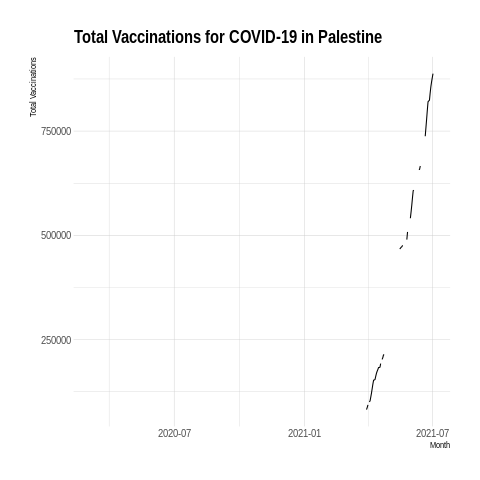 Total Vaccinations for COVID-19 in Palestine
Total Vaccinations
750000
500000
250000
2020-07
2021-01
2021-07
Month